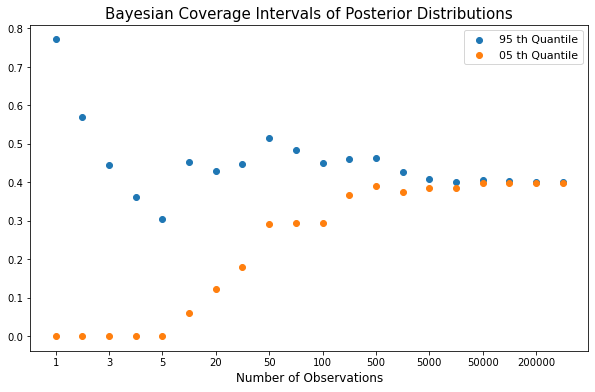 Bayesian Coverage Intervals of Posterior Distributions
95 th Quantile
05 th Quantile
0.8
0.7
0.6
0.5
0.4
0.3
0.2
0.1
0.0
1 3 5 20 50 100 500 5000 50000 200000
Number of Observations